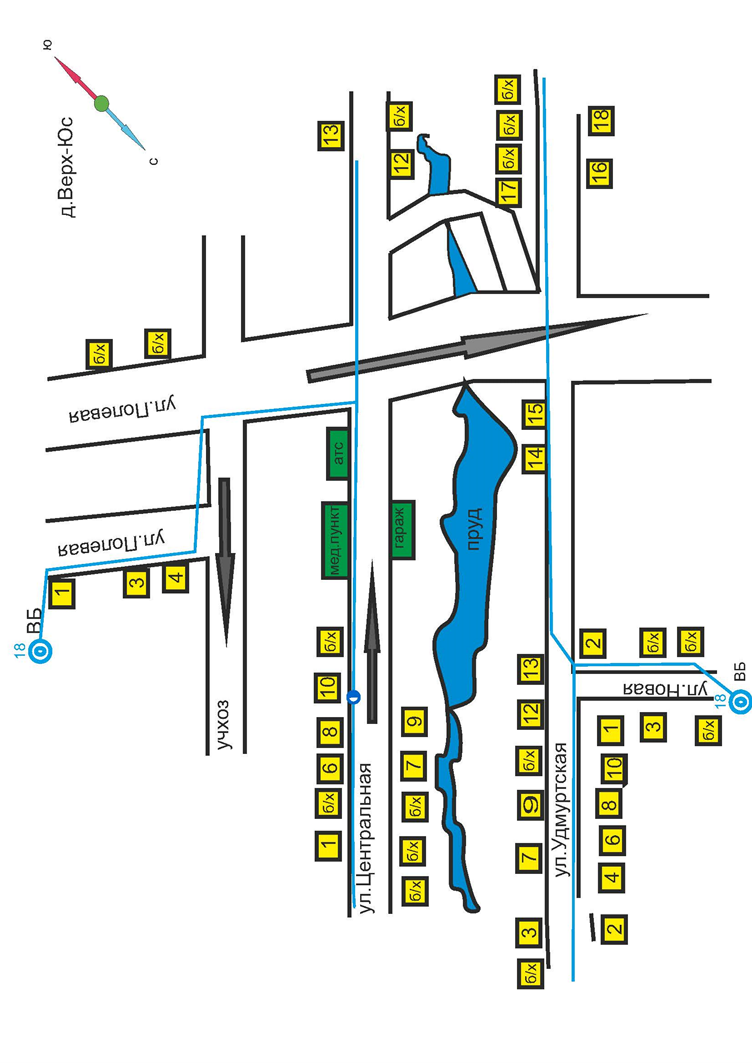 д.Верх-Юс
ю
с
18
ВБ
1
3
4
б/х
б/х
ул.Полевая
ул.Полевая
учхоз
1
б/х
6
8
10
б/х
мед.пункт
атс
13
ул.Центральная
б/х
б/х
б/х
7
9
гараж
12
б/х
пруд
б/х
3
7
9
б/х
12
13
14
15
17
б/х
б/х
б/х
ул.Удмуртская
2
4
6
8
10
1
2
16
18
3
б/х
ул.Новая
б/х
б/х
18
ВБ